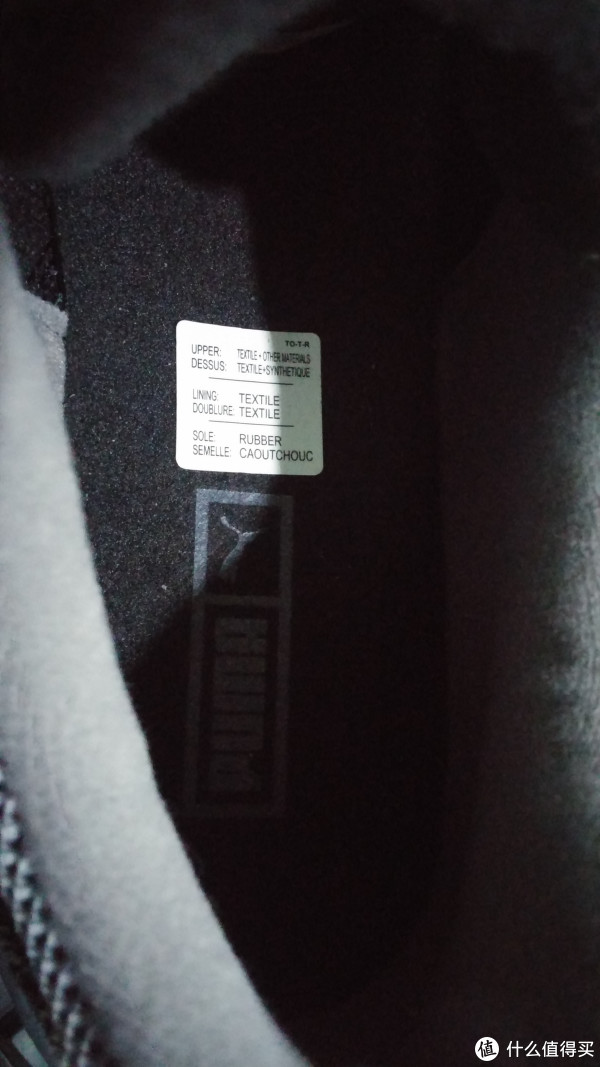 TO-T-R
UPPER: TEXTILE + OTHER MATERIALS
DESSUS: TEXTILE+SYNTHETIQUE
LINING: TEXTILE
DOUBLURE: TEXTILE
SOLE: RUBBER
SEMELLE: CAOUTCHOUC
值 什么值得买